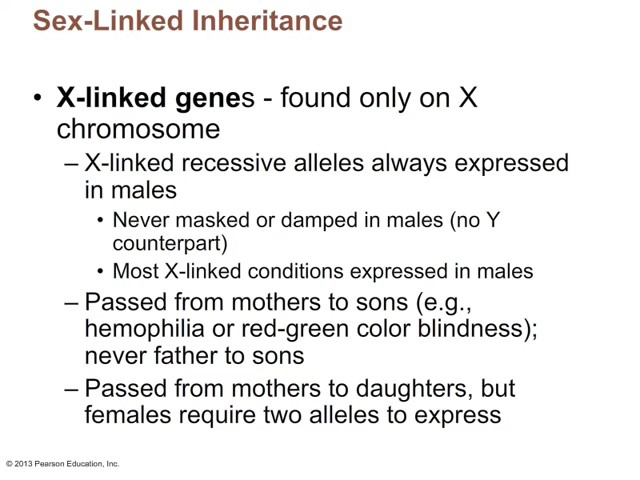 Sex-Linked Inheritance
• X-linked genes - found only on X
chromosome
– X-linked recessive alleles always expressed
in males
• Never masked or damped in males (no Y
counterpart)
• Most X-linked conditions expressed in males
– Passed from mothers to sons (e.g.,
hemophilia or red-green color blindness);
never father to sons
– Passed from mothers to daughters, but
females require two alleles to express
© 2013 Pearson Education, Inc.